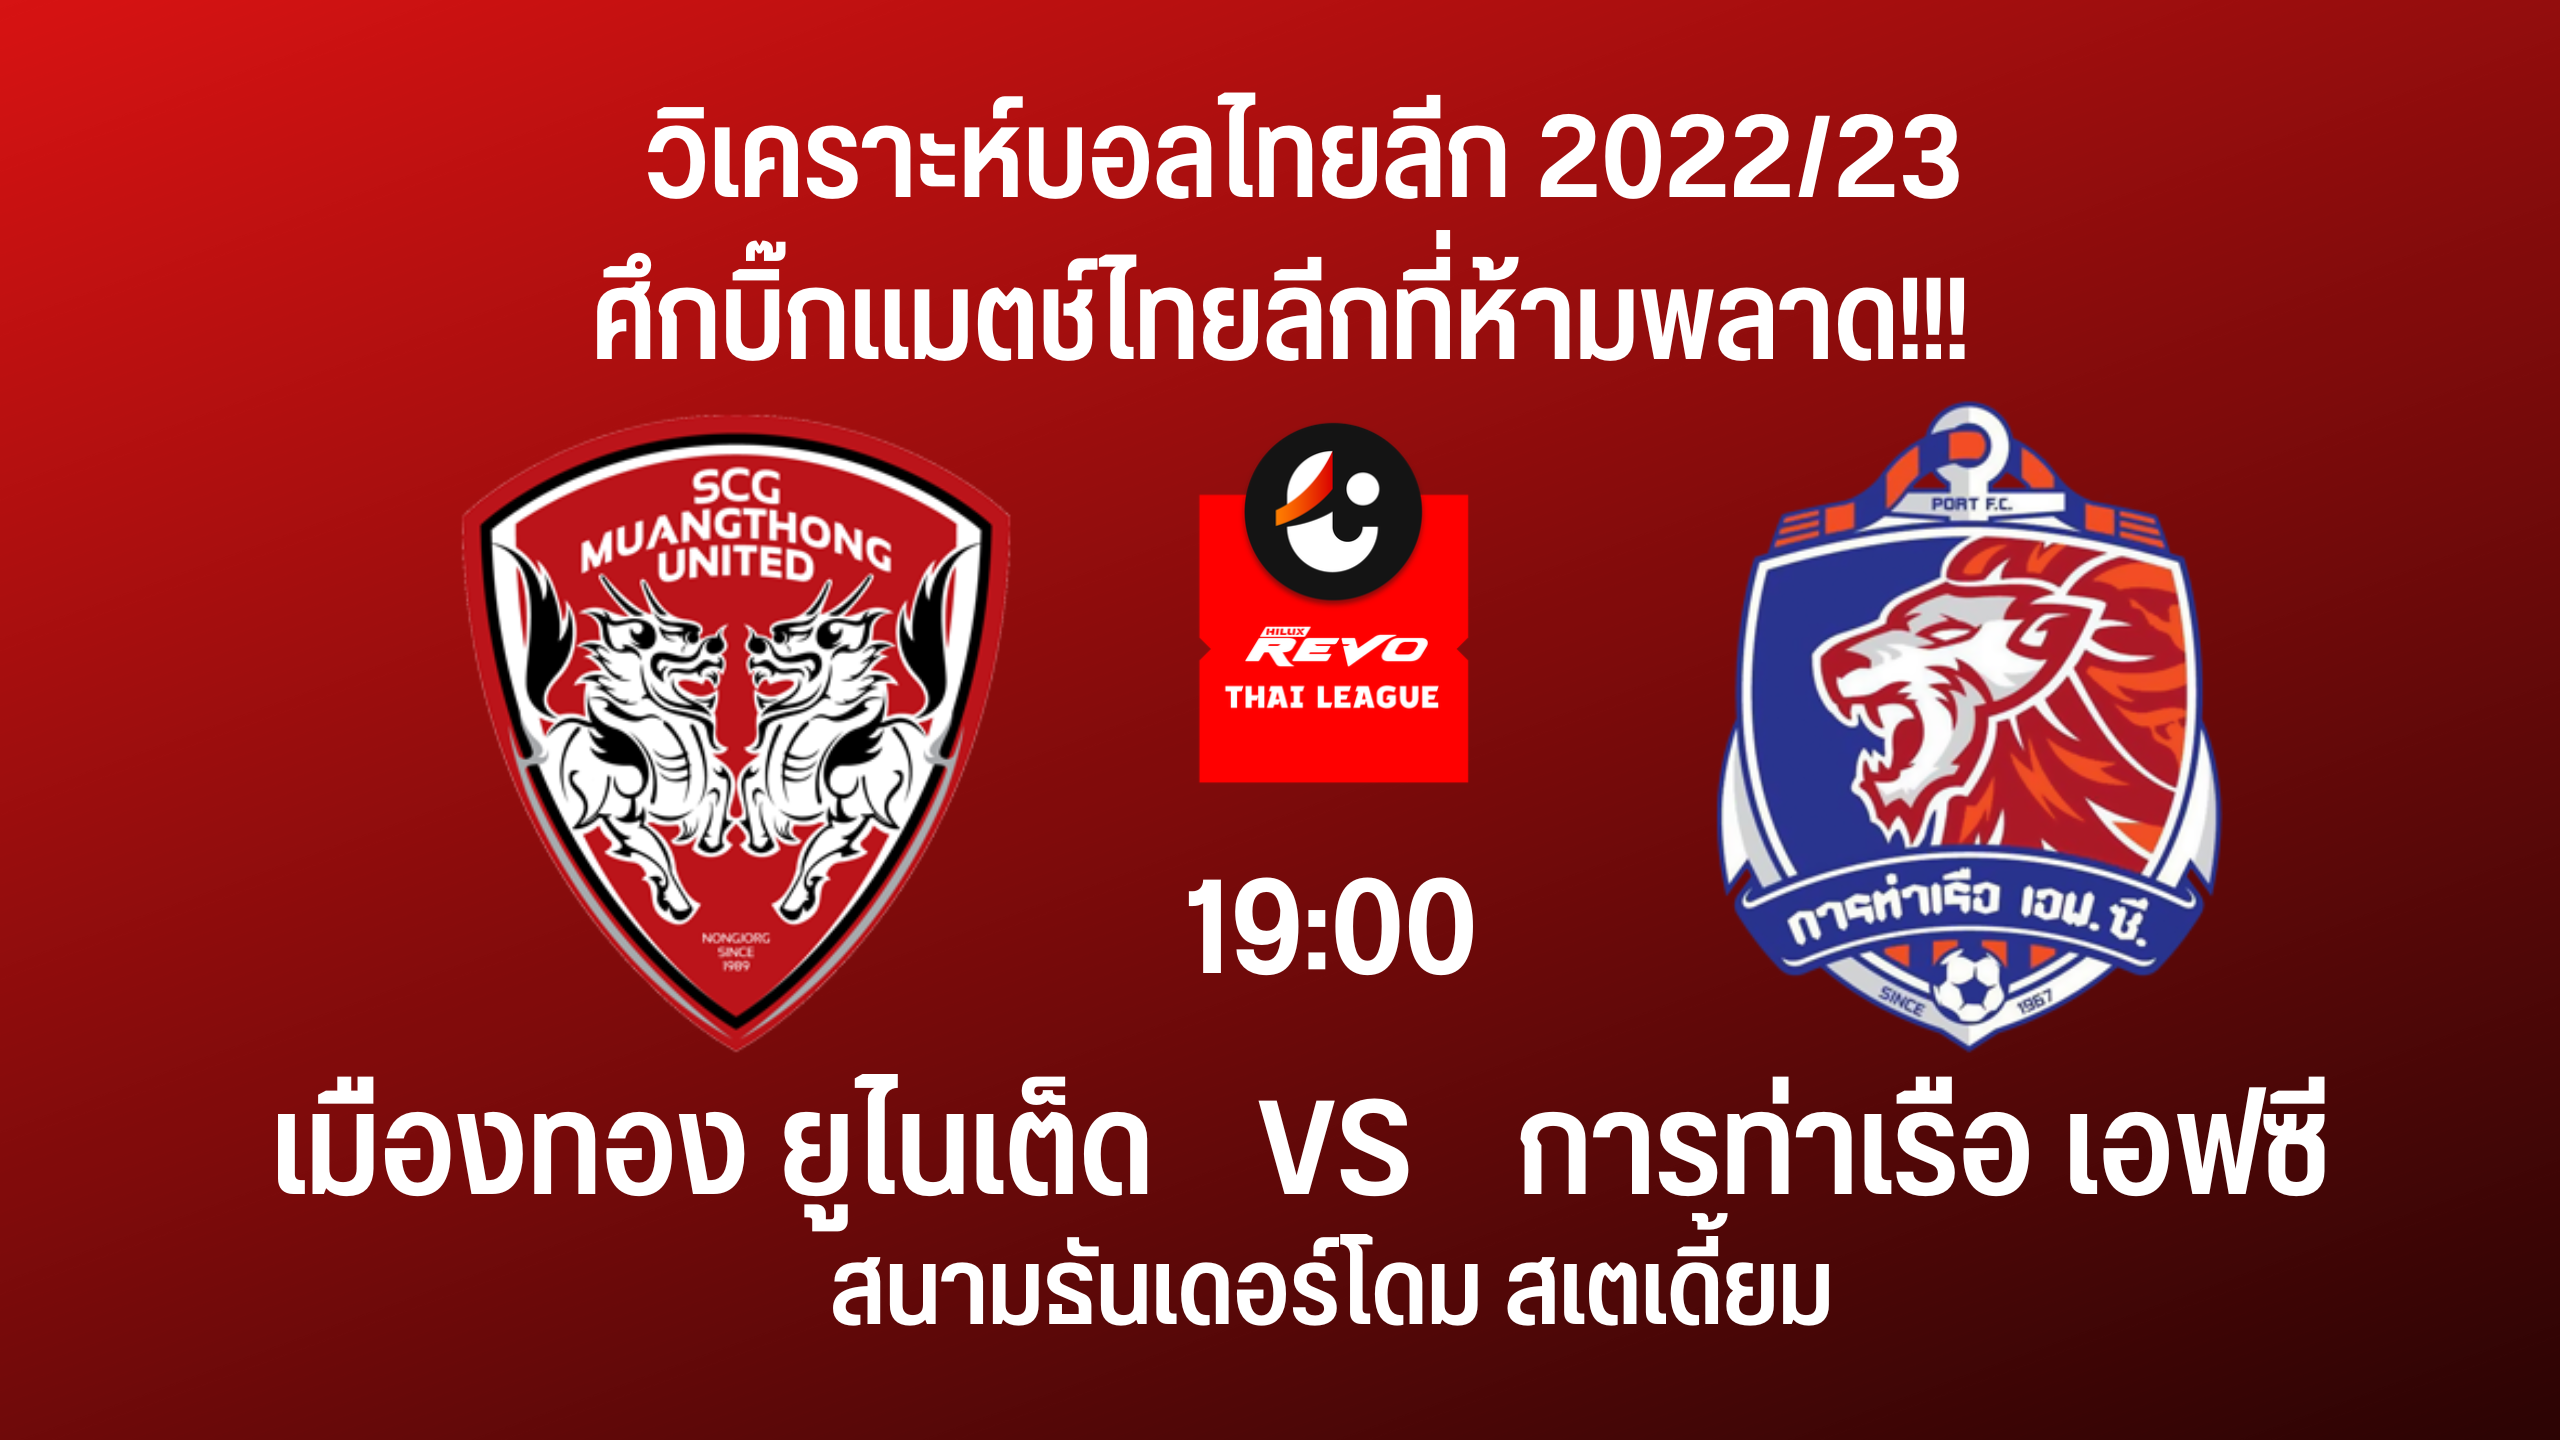 วิเคราะห์บอลไทยลีก 2022/23
ศึกบิ๊กแมตช์ไทยลีกที่ห้ามพลาด!!!
SCG
MUANGTHONG
UNITED
NONGJORG
SINCE
1989
HILUX
REVO
THAI LEAGUE
19:00
PORT F.C.
การท่าเรือ เอฟ.ซี.
SINCE 1967
เมืองทอง ยูไนเต็ด VS การท่าเรือ เอฟซี
สนามธันเดอร์โดม สเตเดี้ยม